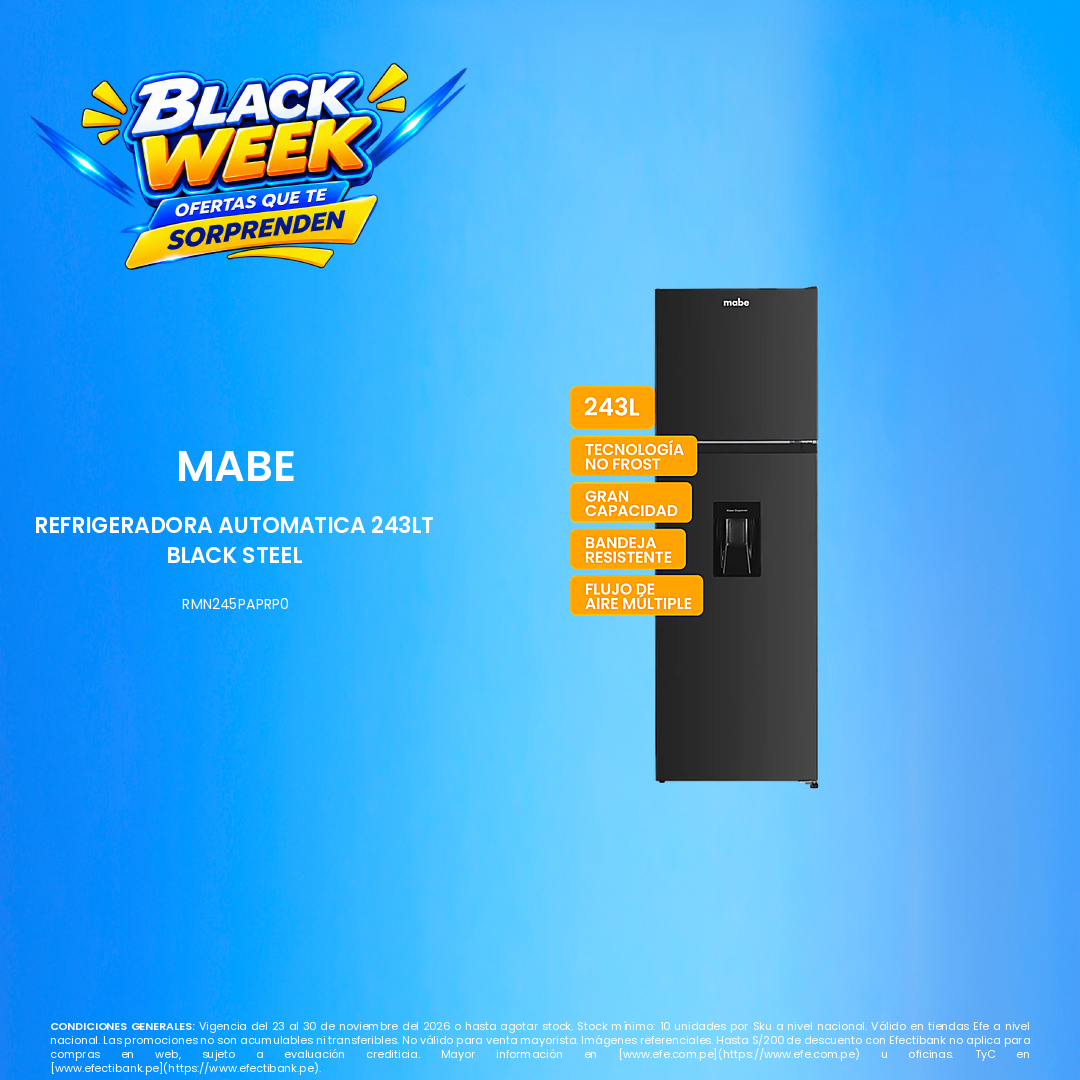 BLACK
WEEK
OFERTAS QUE TE
SORPRENDEN
mabe
243L
TECNOLOGÍA
NO FROST
GRAN
CAPACIDAD
BANDEJA
RESISTENTE
FLUJO DE
AIRE MÚLTIPLE
MABE
REFRIGERADORA AUTOMATICA 243LT
BLACK STEEL
RMN245PAPRP0
CONDICIONES GENERALES: Vigencia del 23 al 30 de noviembre del 2026 o hasta agotar stock. Stock mínimo: 10 unidades por Sku a nivel nacional. Válido en tiendas Efe a nivel
nacional. Las promociones no son acumulables ni transferibles. No válido para venta mayorista. Imágenes referenciales. Hasta S/200 de descuento con Efectibank no aplica para
compras en web, sujeto a evaluación crediticia. Mayor información en [www.efe.com.pe](https://www.efe.com.pe) u oficinas. TyC en
[www.efectibank.pe](https://www.efectibank.pe).